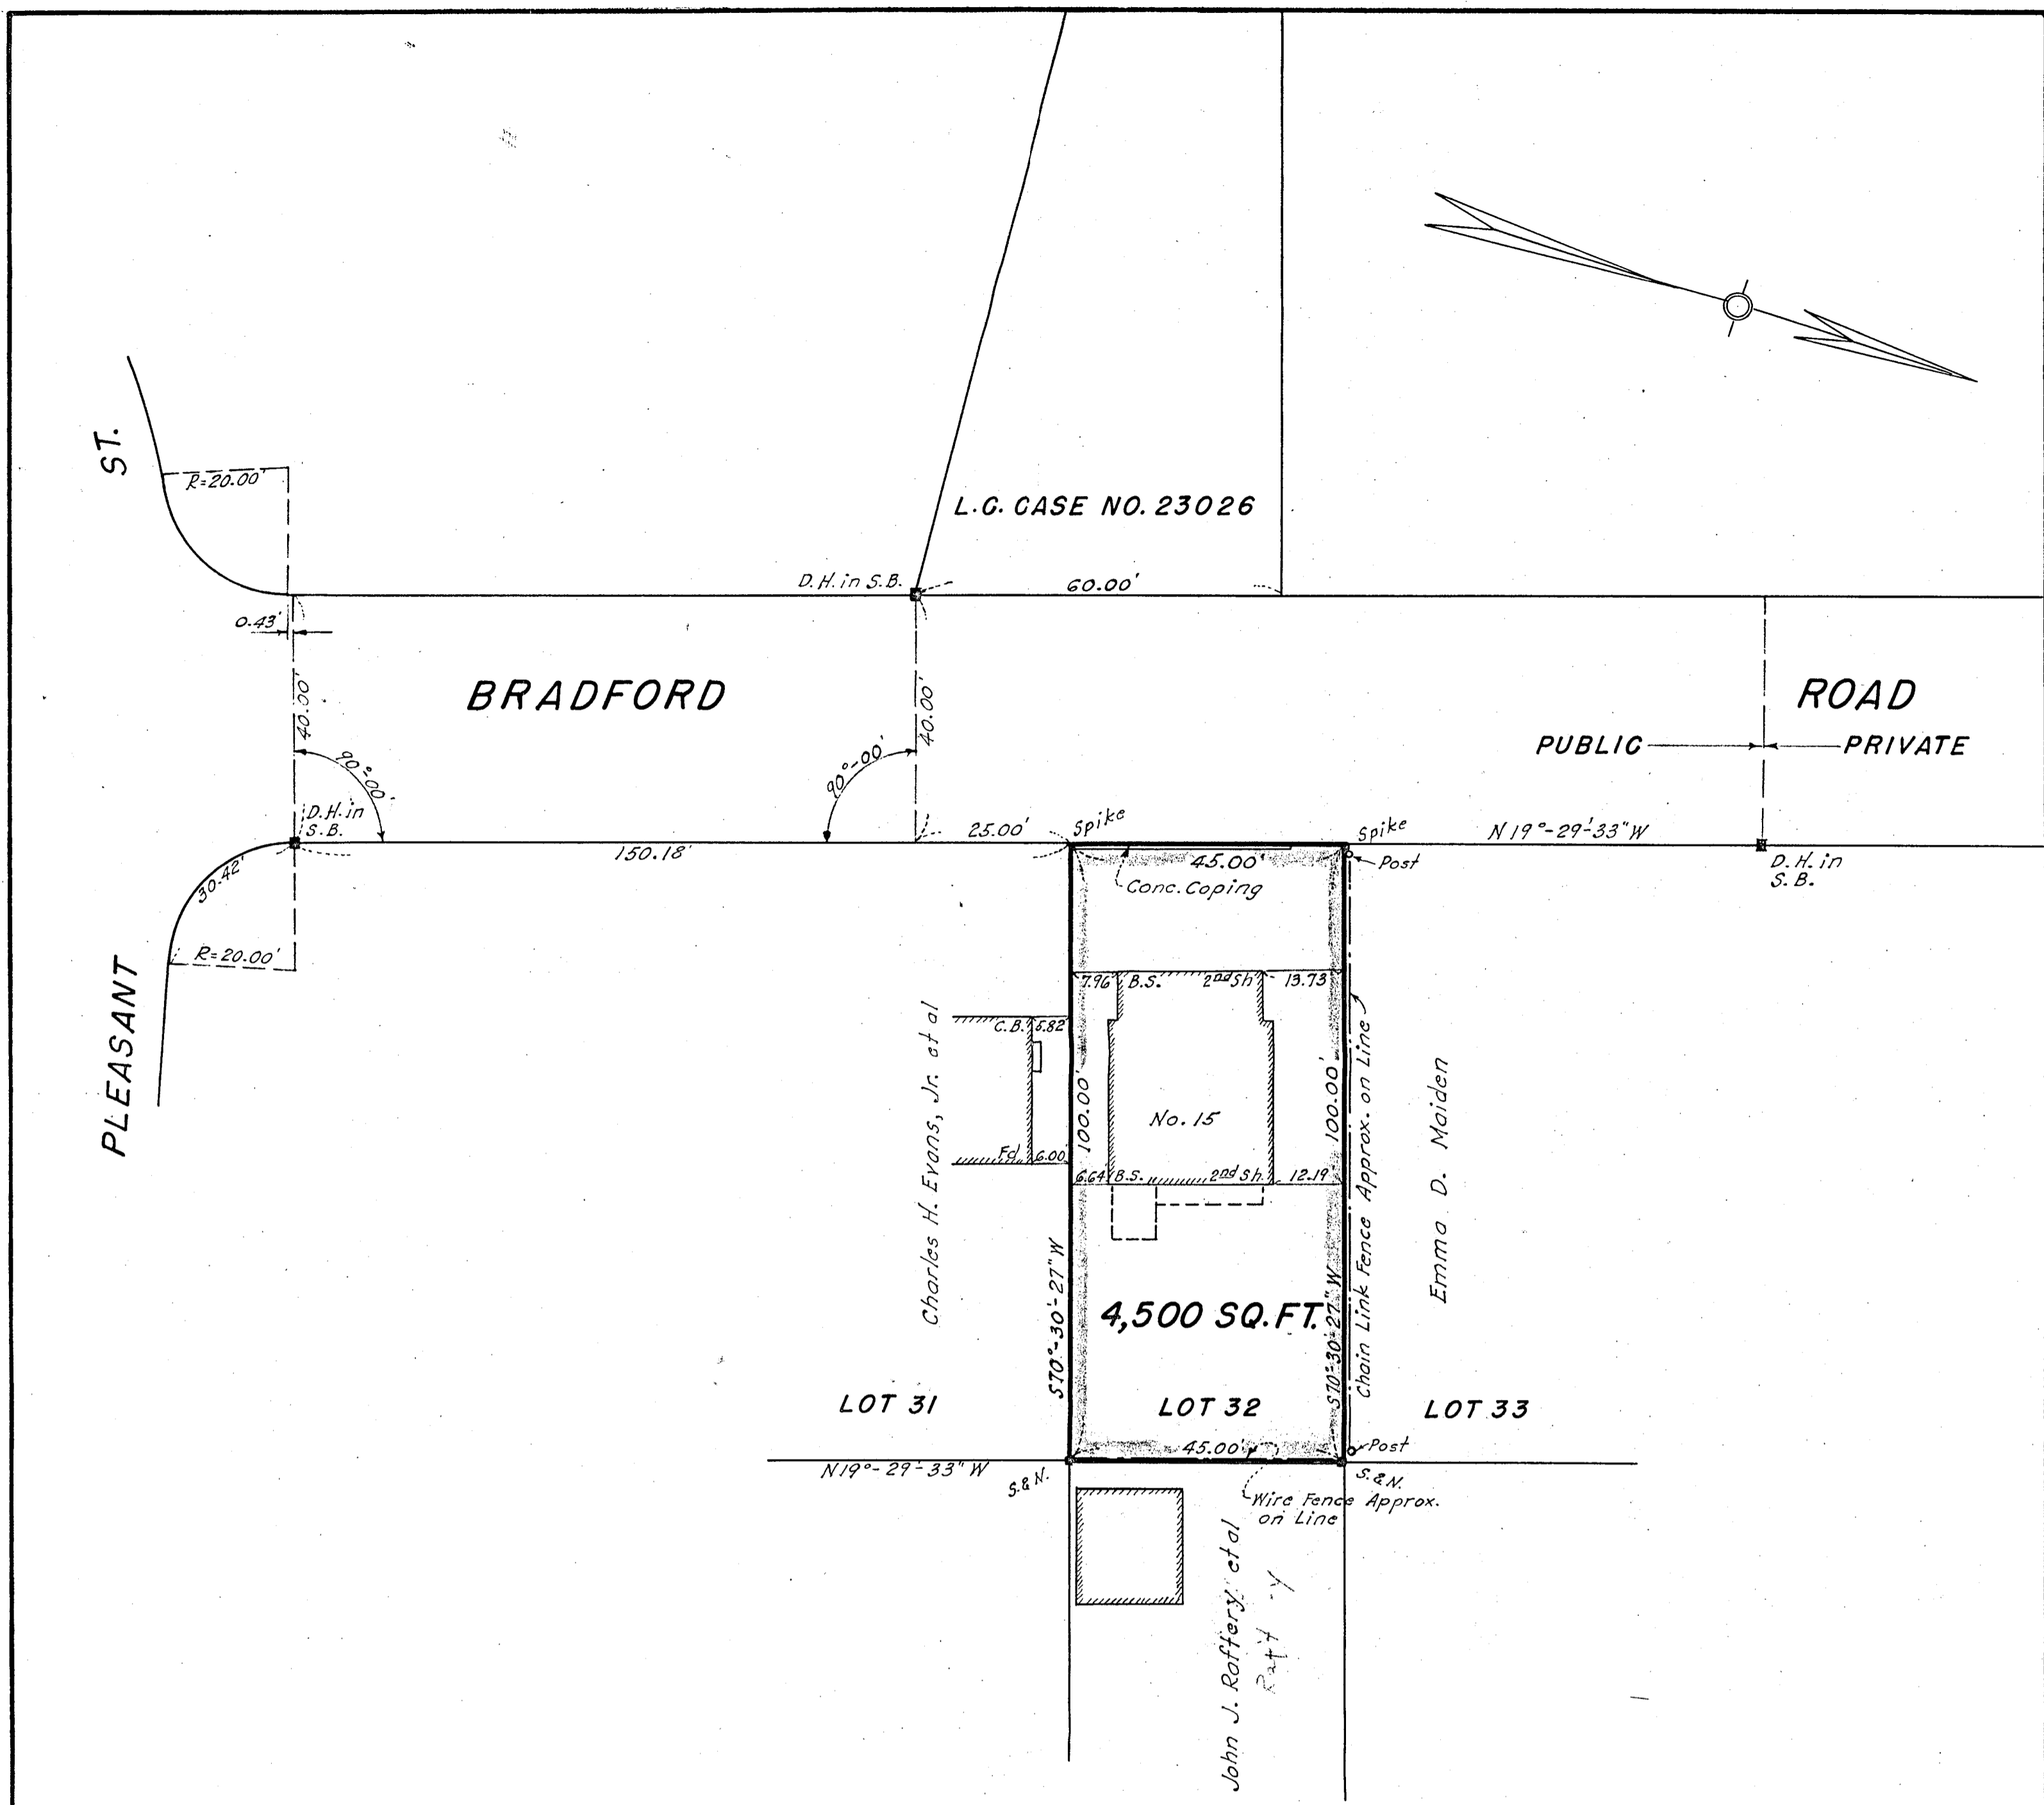 ST.
R=20.00'
L.C. CASE NO. 23026
D.H. in S.B.
60.00'
0.43'
BRADFORD
ROAD
40.00'
40.00'
PUBLIC
PRIVATE
90°-00'
90°-00'
D.H. in
S.B.
25.00'
Spike
Spike
N 19°-29'-33" W
150.18'
45.00'
Post
D.H. in
S.B.
30.42'
Conc. Coping
R=20.00'
PLEASANT
7.96
B.S.
2nd Sh
13.73
C.B.
5.82
Charles H. Evans, Jr. et al
100.00'
No. 15
100.00'
Chain Link Fence Approx. on Line
Emma D. Maiden
Fd
6.00
6.64
B.S.
2nd Sh.
12.19
S70°-30'-27" W
4,500 SQ.FT.
S70°-30'-27" W
LOT 31
LOT 32
LOT 33
45.00'
Post
N19°-29'-33" W
S.&N.
S.&N.
Wire Fence Approx.
on Line
John J. Raftery et al